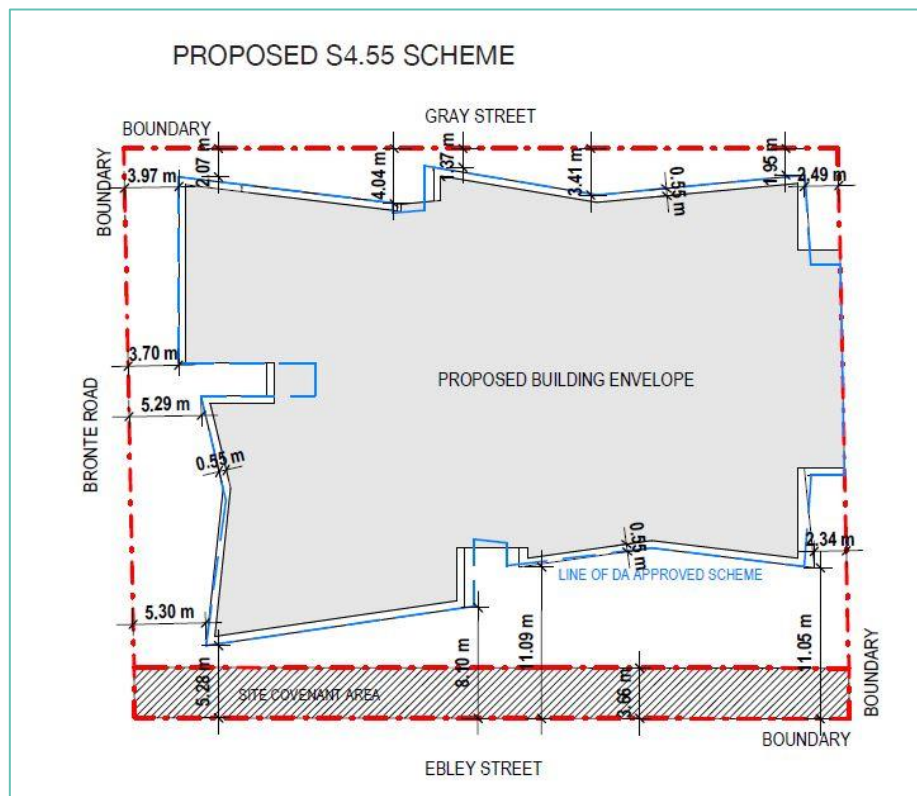 PROPOSED S4.55 SCHEME
GRAY STREET
BOUNDARY
BOUNDARY
3.97 m
2.07 m
4.04 m
.37 m
3.41 m
0.55 m
1.95 m
2.49 m
3.70 m
PROPOSED BUILDING ENVELOPE
5.29 m
BRONTE ROAD
0.55 m
0.55 m
2.34 m
LINE OF DA APPROVED SCHEME
5.30 m
5.28 m
8.10 m
11.09 m
3.66 m
11.05 m
SITE COVENANT AREA
BOUNDARY
BOUNDARY
EBLEY STREET